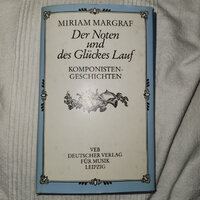 MIRIAM MARGRAF
Der Noten
und
des Glückes Lauf
KOMPONISTEN-
GESCHICHTEN
VEB
DEUTSCHER VERLAG
FÜR MUSIK
LEIPZIG